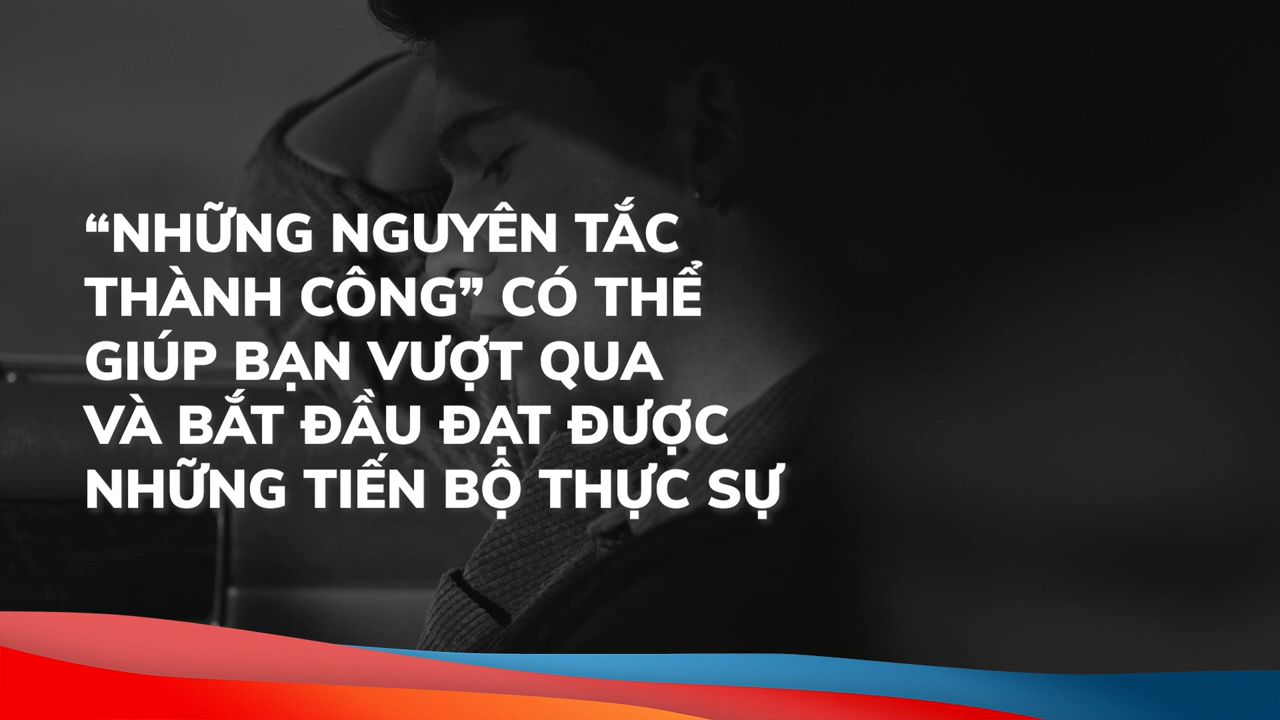 “NHỮNG NGUYÊN TẮC
THÀNH CÔNG” CÓ THỂ
GIÚP BẠN VƯỢT QUA
VÀ BẮT ĐẦU ĐẠT ĐƯỢC
NHỮNG TIẾN BỘ THỰC SỰ